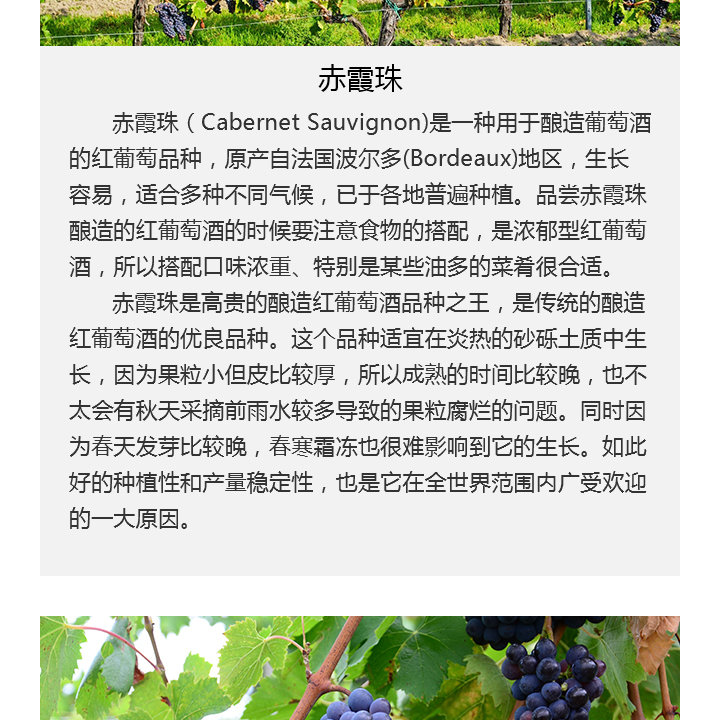 赤霞珠
赤霞珠（Cabernet Sauvignon)是一种用于酿造葡萄酒
的红葡萄品种，原产自法国波尔多(Bordeaux)地区，生长
容易，适合多种不同气候，已于各地普遍种植。品尝赤霞珠
酿造的红葡萄酒的时候要注意食物的搭配，是浓郁型红葡萄
酒，所以搭配口味浓重、特别是某些油多的菜肴很合适。
赤霞珠是高贵的酿造红葡萄酒品种之王，是传统的酿造
红葡萄酒的优良品种。这个品种适宜在炎热的砂砾土质中生
长，因为果粒小但皮比较厚，所以成熟的时间比较晚，也不
太会有秋天采摘前雨水较多导致的果粒腐烂的问题。同时因
为春天发芽比较晚，春寒霜冻也很难影响到它的生长。如此
好的种植性和产量稳定性，也是它在全世界范围内广受欢迎
的一大原因。